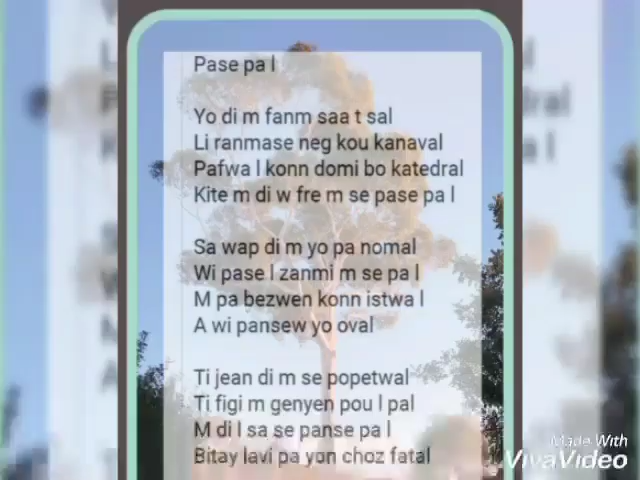 Pase pa l
Yo di m fanm saa t sal
Li ranmase neg kou kanaval
Pafwa l konn domi bo katedral
Kite m di w fre m se pase pa l
Sa wap di m yo pa nomal
Wi pase l zanmi m se pa l
M pa bezwen konn istwa l
A wi pansew yo oval
Ti jean di m se popetwal
Ti figi m genyen pou l pal
M di l sa se panse pa l
Bitay lavi pa yon choz fatal
Made With
VivaVideo